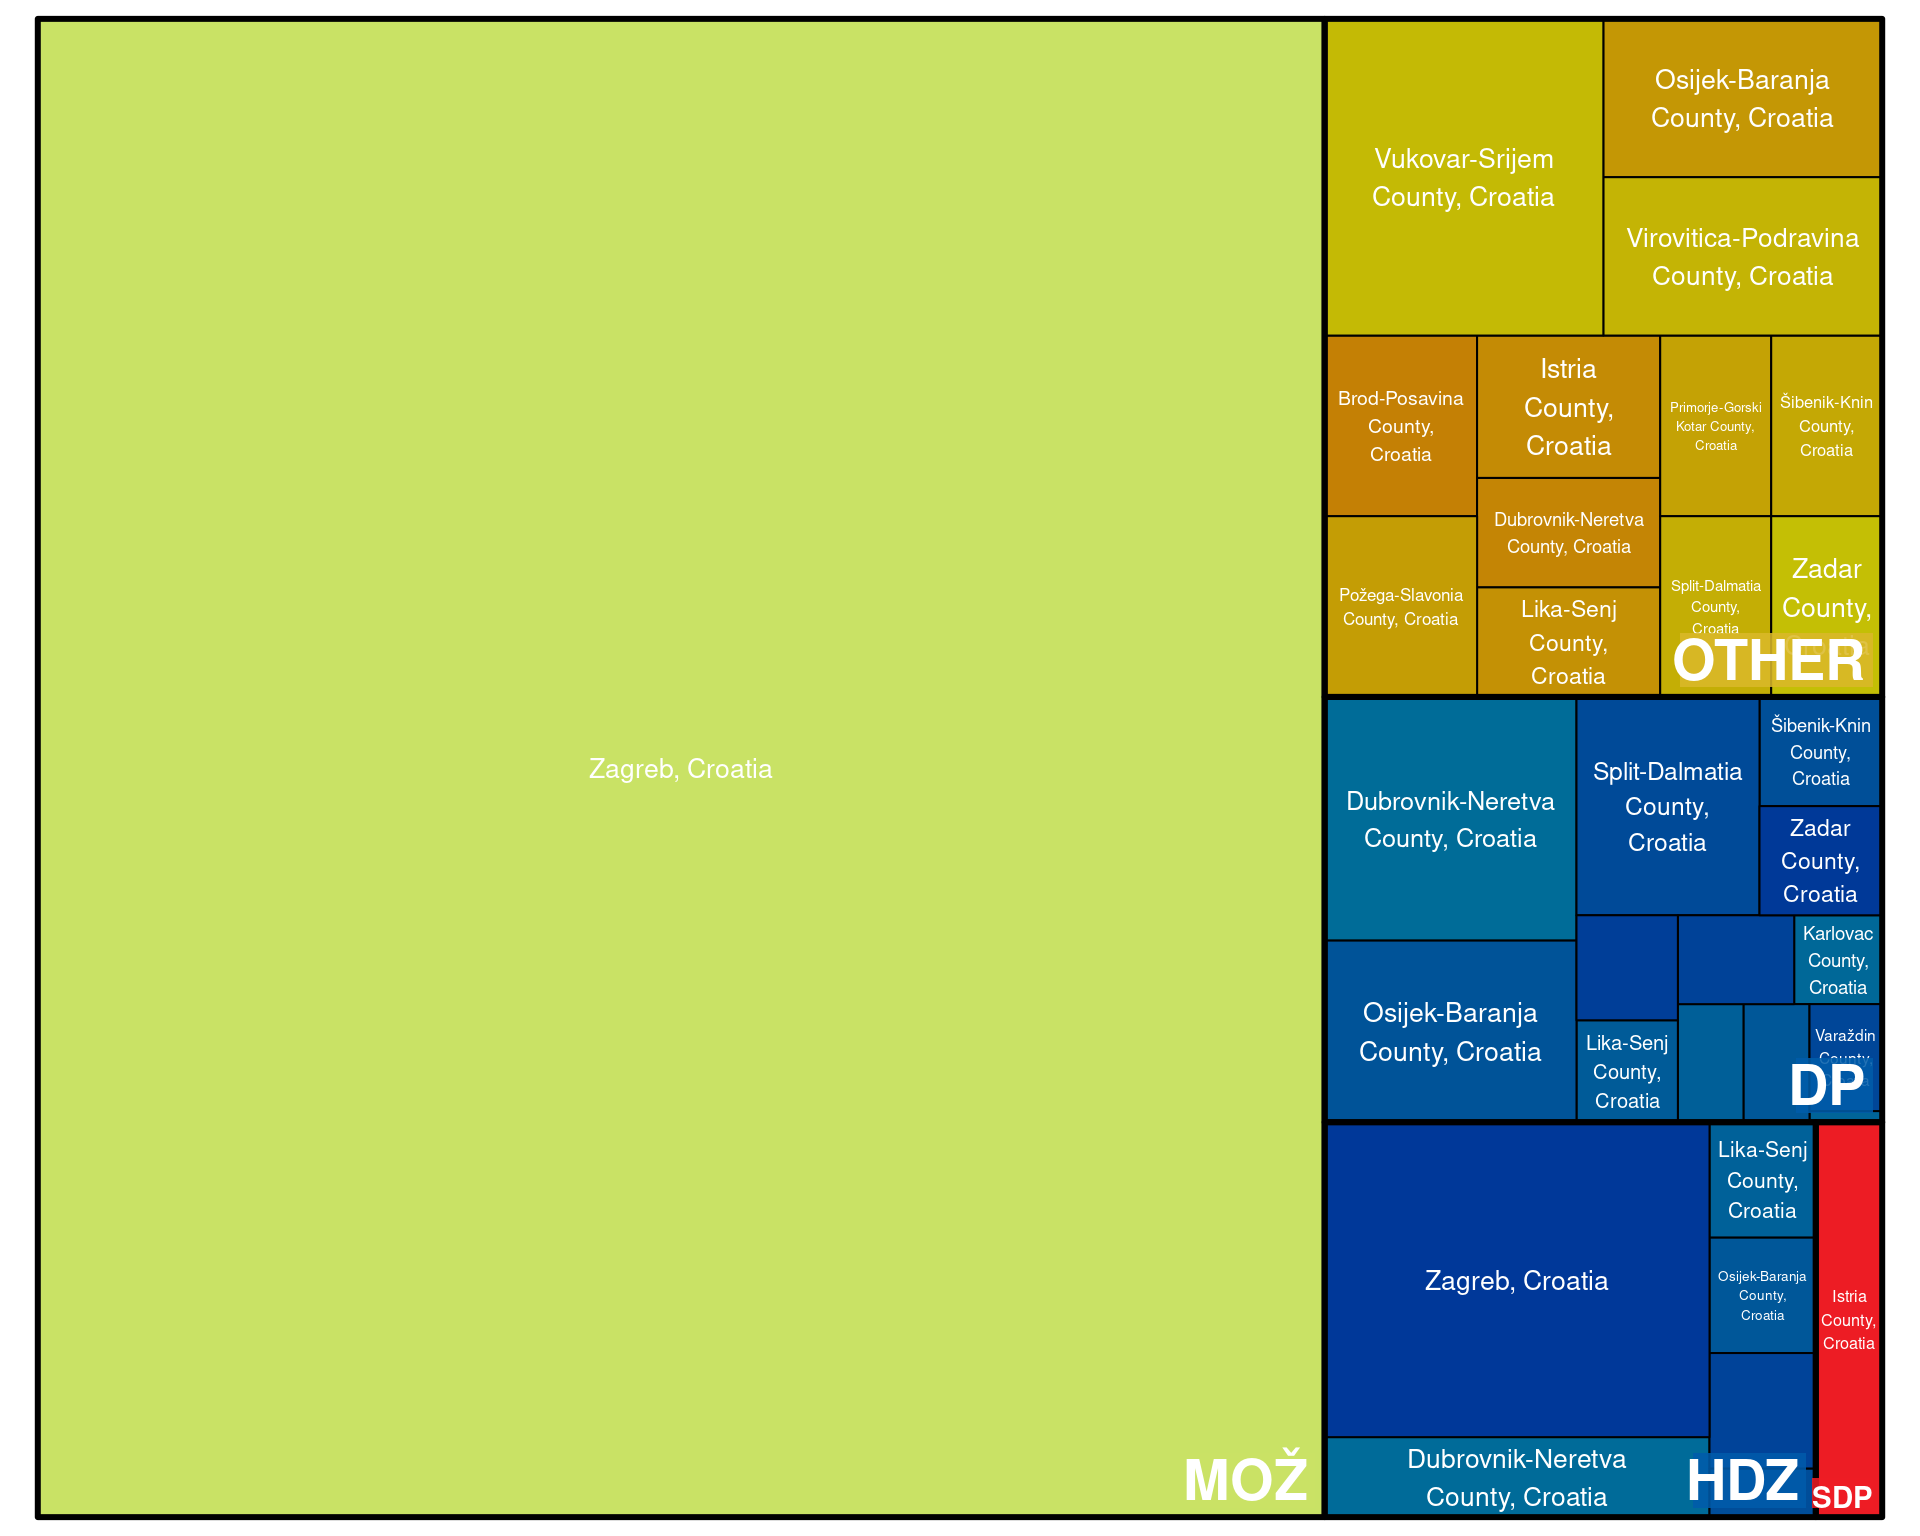 Zagreb, Croatia
MOŽ
Vukovar-Srijem
County, Croatia
Osijek-Baranja
County, Croatia
Virovitica-Podravina
County, Croatia
Brod-Posavina
County,
Croatia
Istria
County,
Croatia
Primorje-Gorski
Kotar County,
Croatia
Šibenik-Knin
County,
Croatia
Dubrovnik-Neretva
County, Croatia
Požega-Slavonia
County, Croatia
Lika-Senj
County,
Croatia
Split-Dalmatia
County,
Croatia
Zadar
County,
Croatia
OTHER
Dubrovnik-Neretva
County, Croatia
Split-Dalmatia
County,
Croatia
Šibenik-Knin
County,
Croatia
Zadar
County,
Croatia
Osijek-Baranja
County, Croatia
Lika-Senj
County,
Croatia
Karlovac
County,
Croatia
Varaždin
County,
DP
Zagreb, Croatia
Lika-Senj
County,
Croatia
Osijek-Baranja
County,
Croatia
Dubrovnik-Neretva
County, Croatia
HDZ
Istria
County,
Croatia
SDP